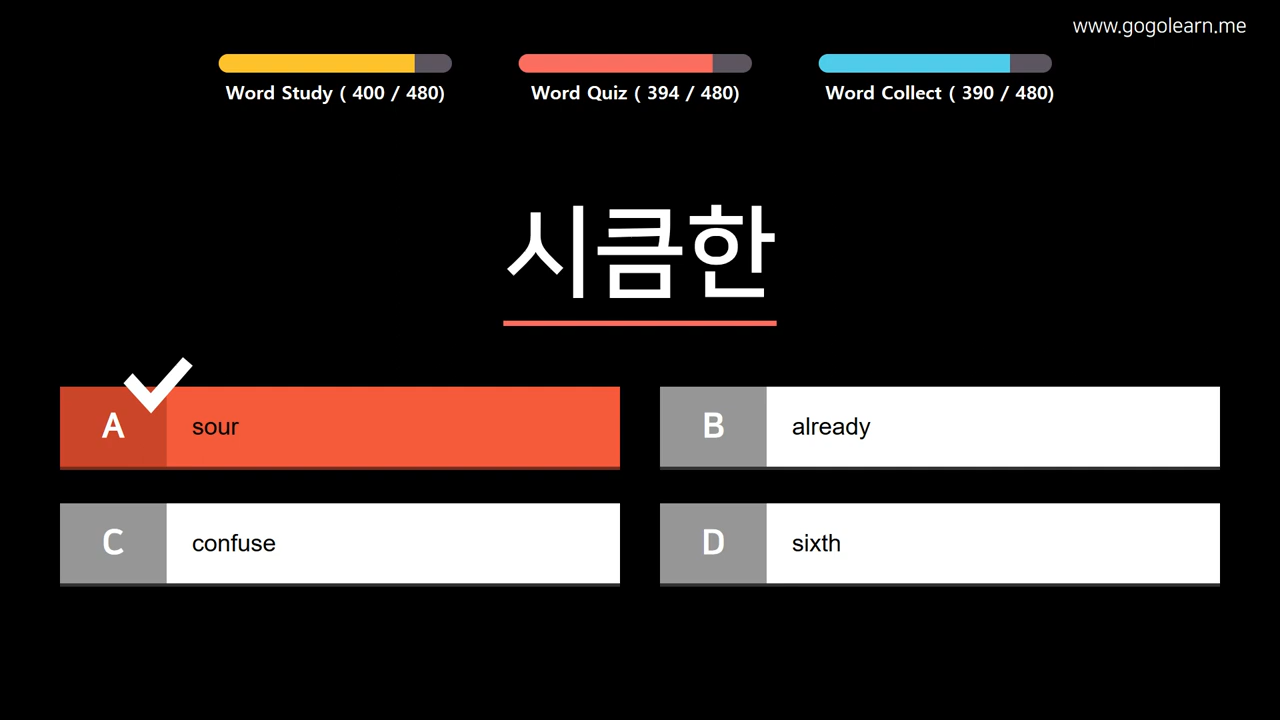 www.gogolearn.me
Word Study ( 400 / 480)
Word Quiz ( 394 / 480)
Word Collect ( 390 / 480)
시큼한
A sour
B already
C confuse
D sixth